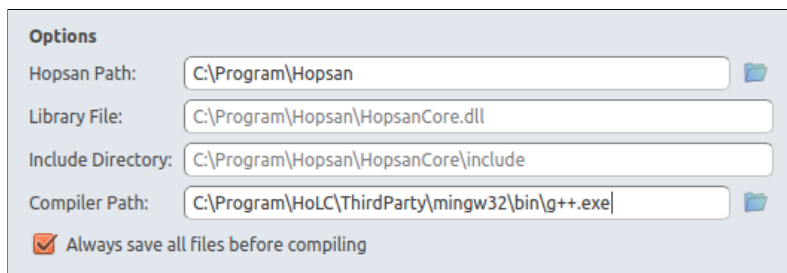 Options
Hopsan Path: C:\Program\Hopsan
Library File: C:\Program\Hopsan\HopsanCore.dll
Include Directory: C:\Program\Hopsan\HopsanCore\include
Compiler Path: C:\Program\HoLC\ThirdParty\mingw32\bin\g++.exe
Always save all files before compiling